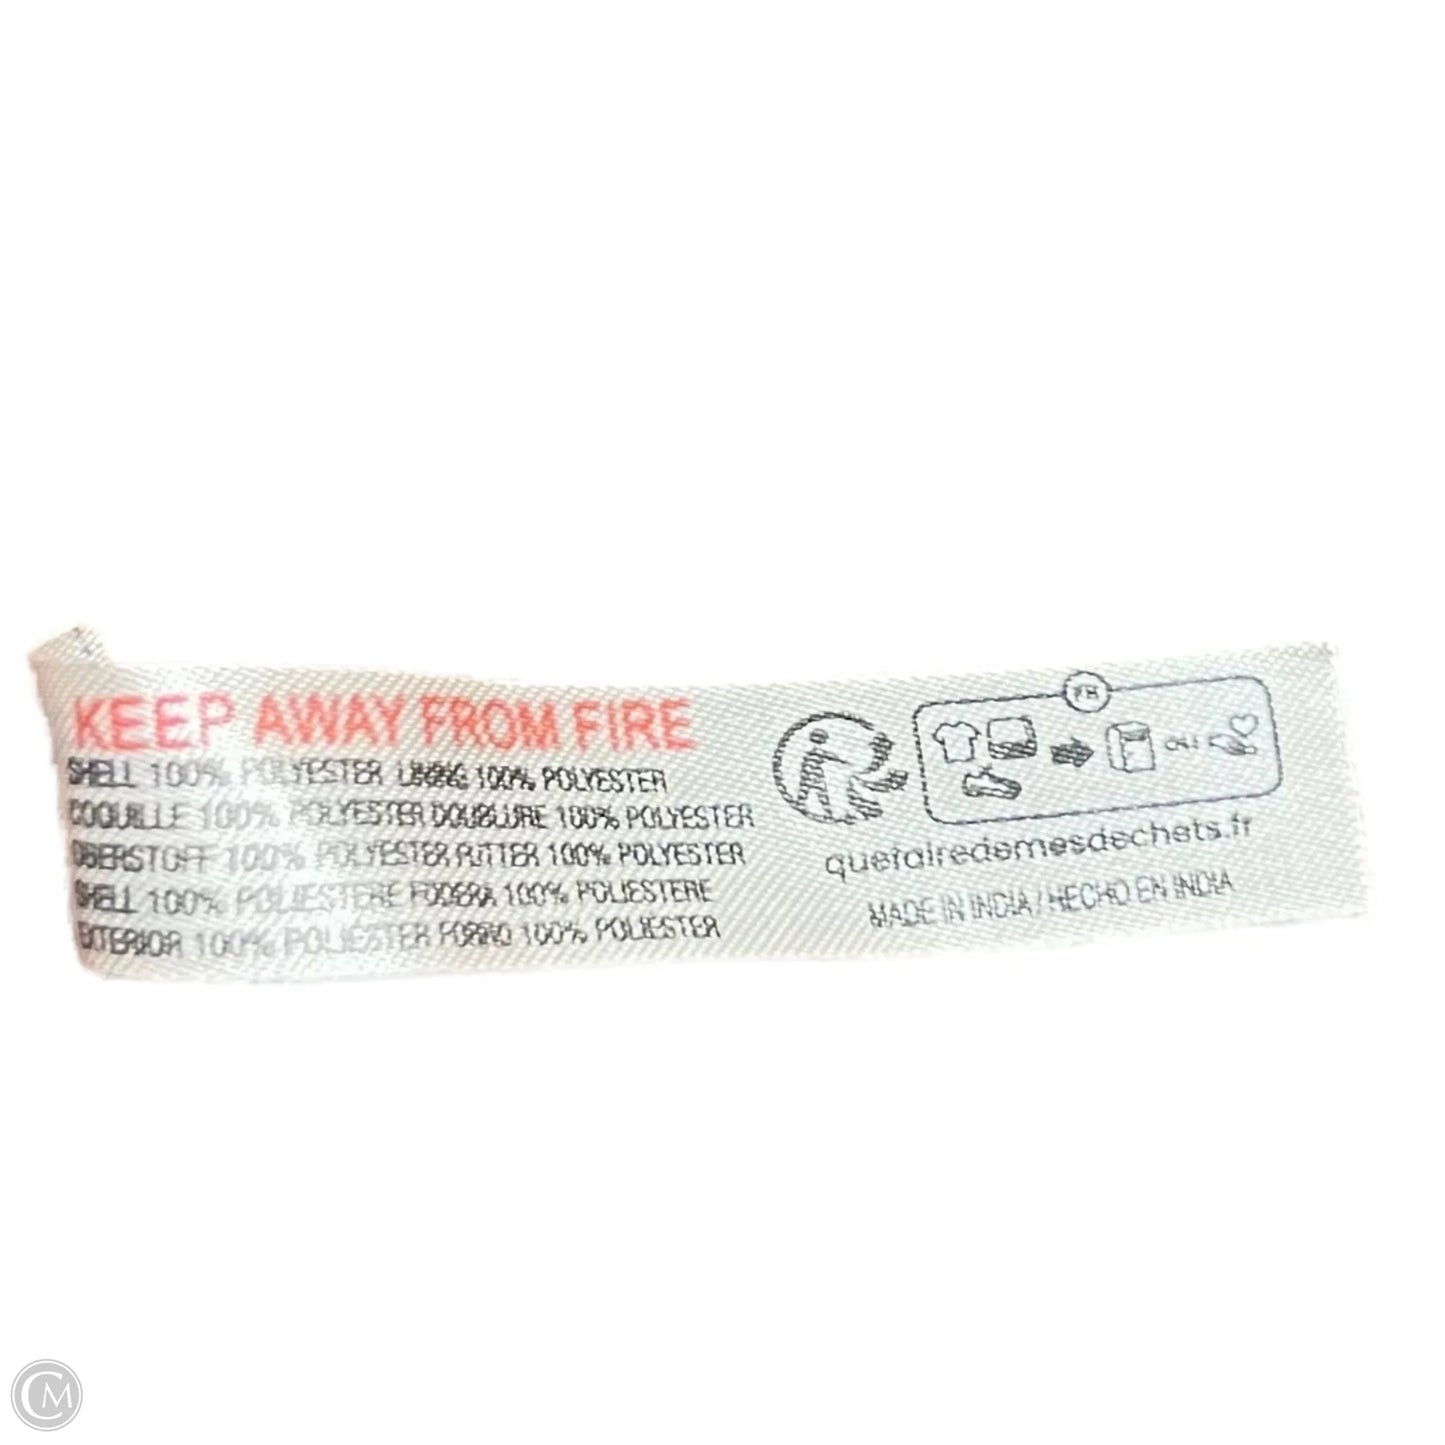 KEEP AWAY FROM FIRE
SHELL 100% POLYESTER LINING 100% POLYESTER
COQUILLE 100% POLYESTER DOUBLURE 100% POLYESTER
OBERSTOFF 100% POLYESTER FUTTER 100% POLYESTER
SHELL 100% POLIESTERE FODERA 100% POLIESTERE
EXTERIOR 100% POLIESTER FORRO 100% POLIESTER
FR
quefairedemesdechets.fr
MADE IN INDIA / HECHO EN INDIA
CM